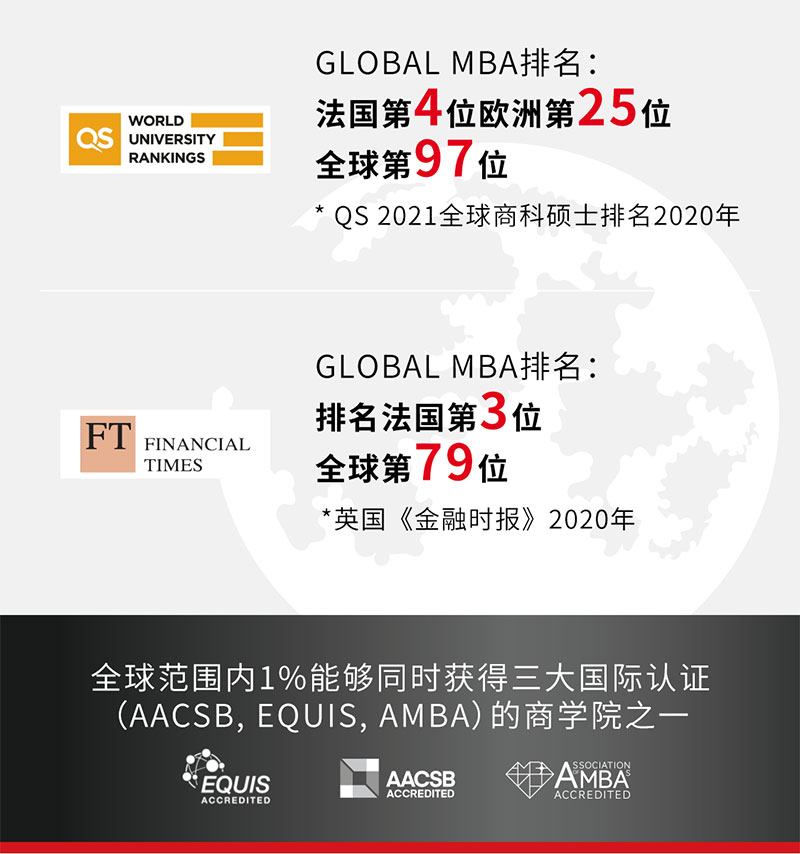 GLOBAL MBA排名：
QS WORLD UNIVERSITY RANKINGS
法国第4位欧洲第25位
全球第97位
* QS 2021全球商科硕士排名2020年
GLOBAL MBA排名：
FT FINANCIAL TIMES
排名法国第3位
全球第79位
*英国《金融时报》2020年
全球范围内1%能够同时获得三大国际认证
（AACSB, EQUIS, AMBA）的商学院之一
EQUIS
ACCREDITED
AACSB
ACCREDITED
ASSOCIATION
OF AMBAS
ACCREDITED